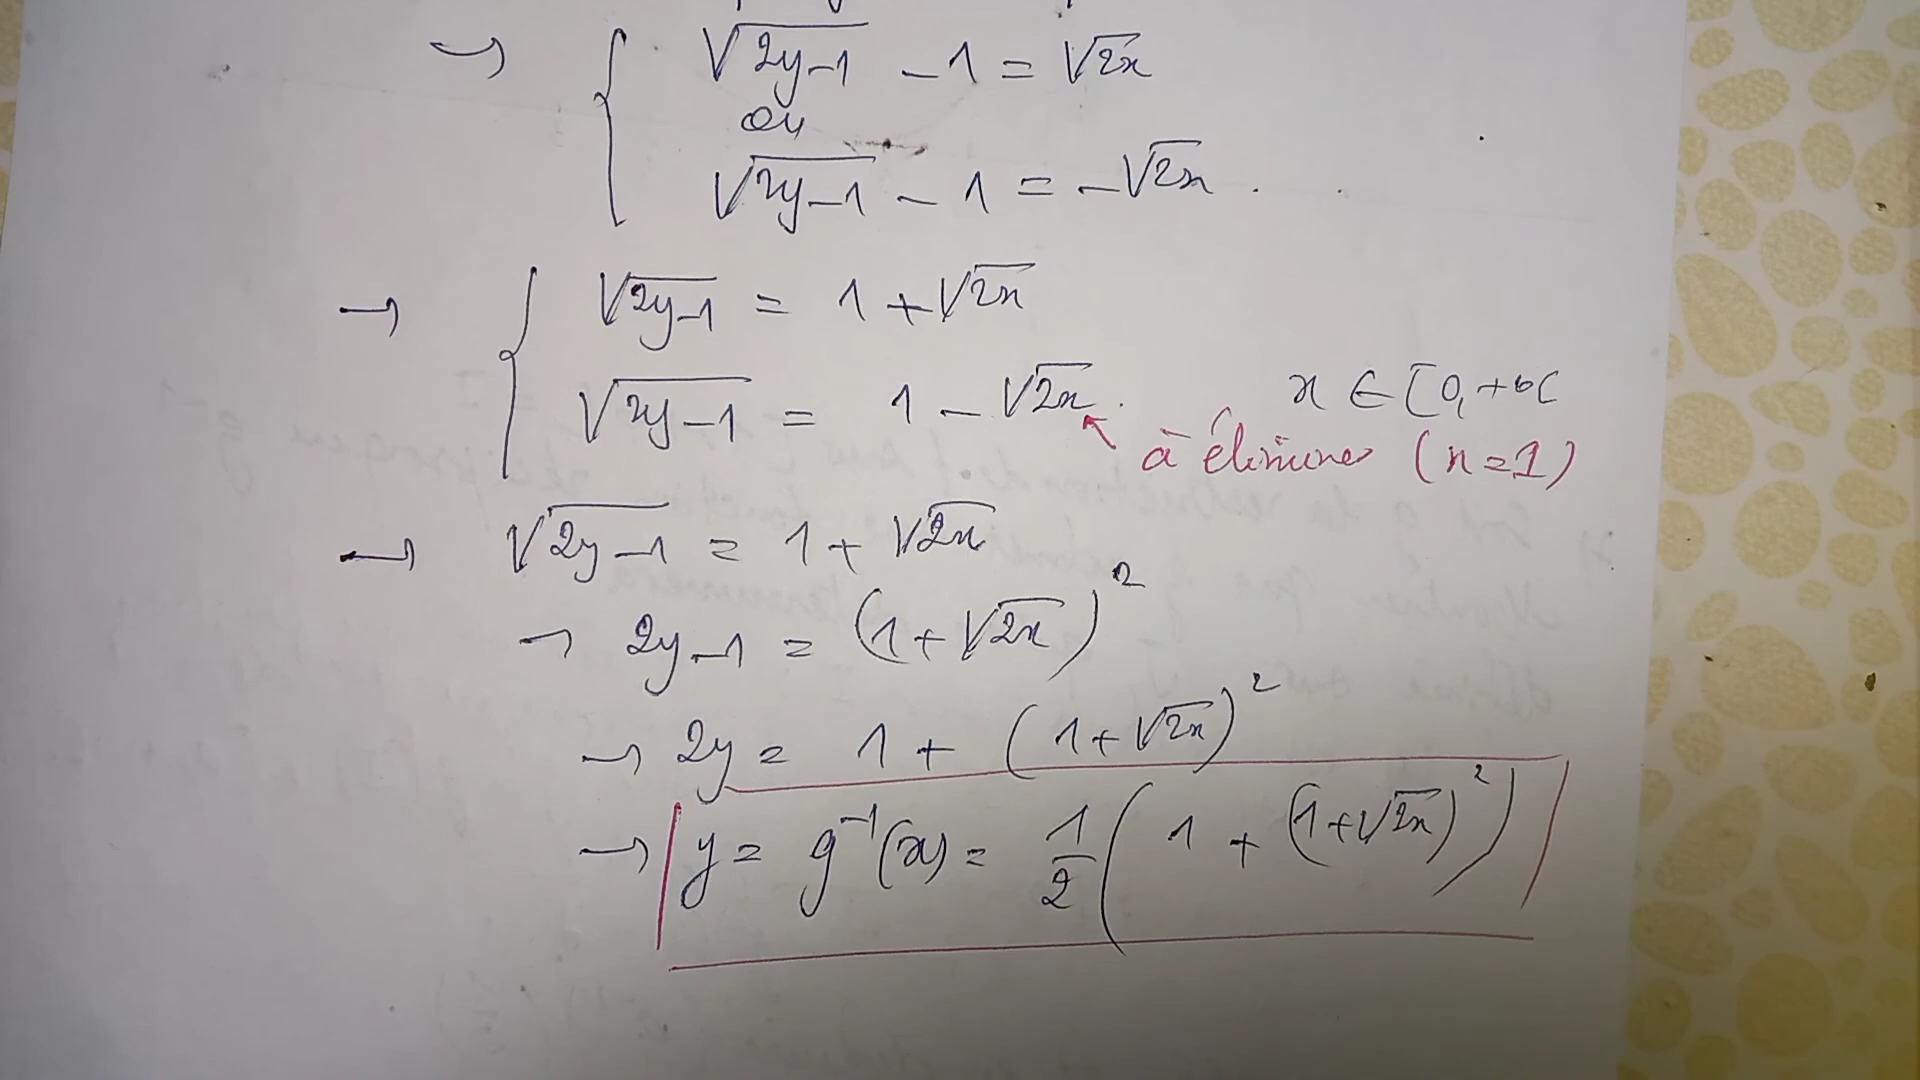 → { √(2y-1) - 1 = √2x
ou
√(2y-1) - 1 = -√2x .
→ { √(2y-1) = 1 + √2x
√(2y-1) = 1 - √2x . x ∈ [0, +∞[
à éliminer (x=1)
→ √(2y-1) = 1 + √2x
→ 2y-1 = (1+√2x)²
→ 2y = 1 + (1+√2x)²
→ y = g⁻¹(x) = 1/2 (1 + (1+√2x)²)